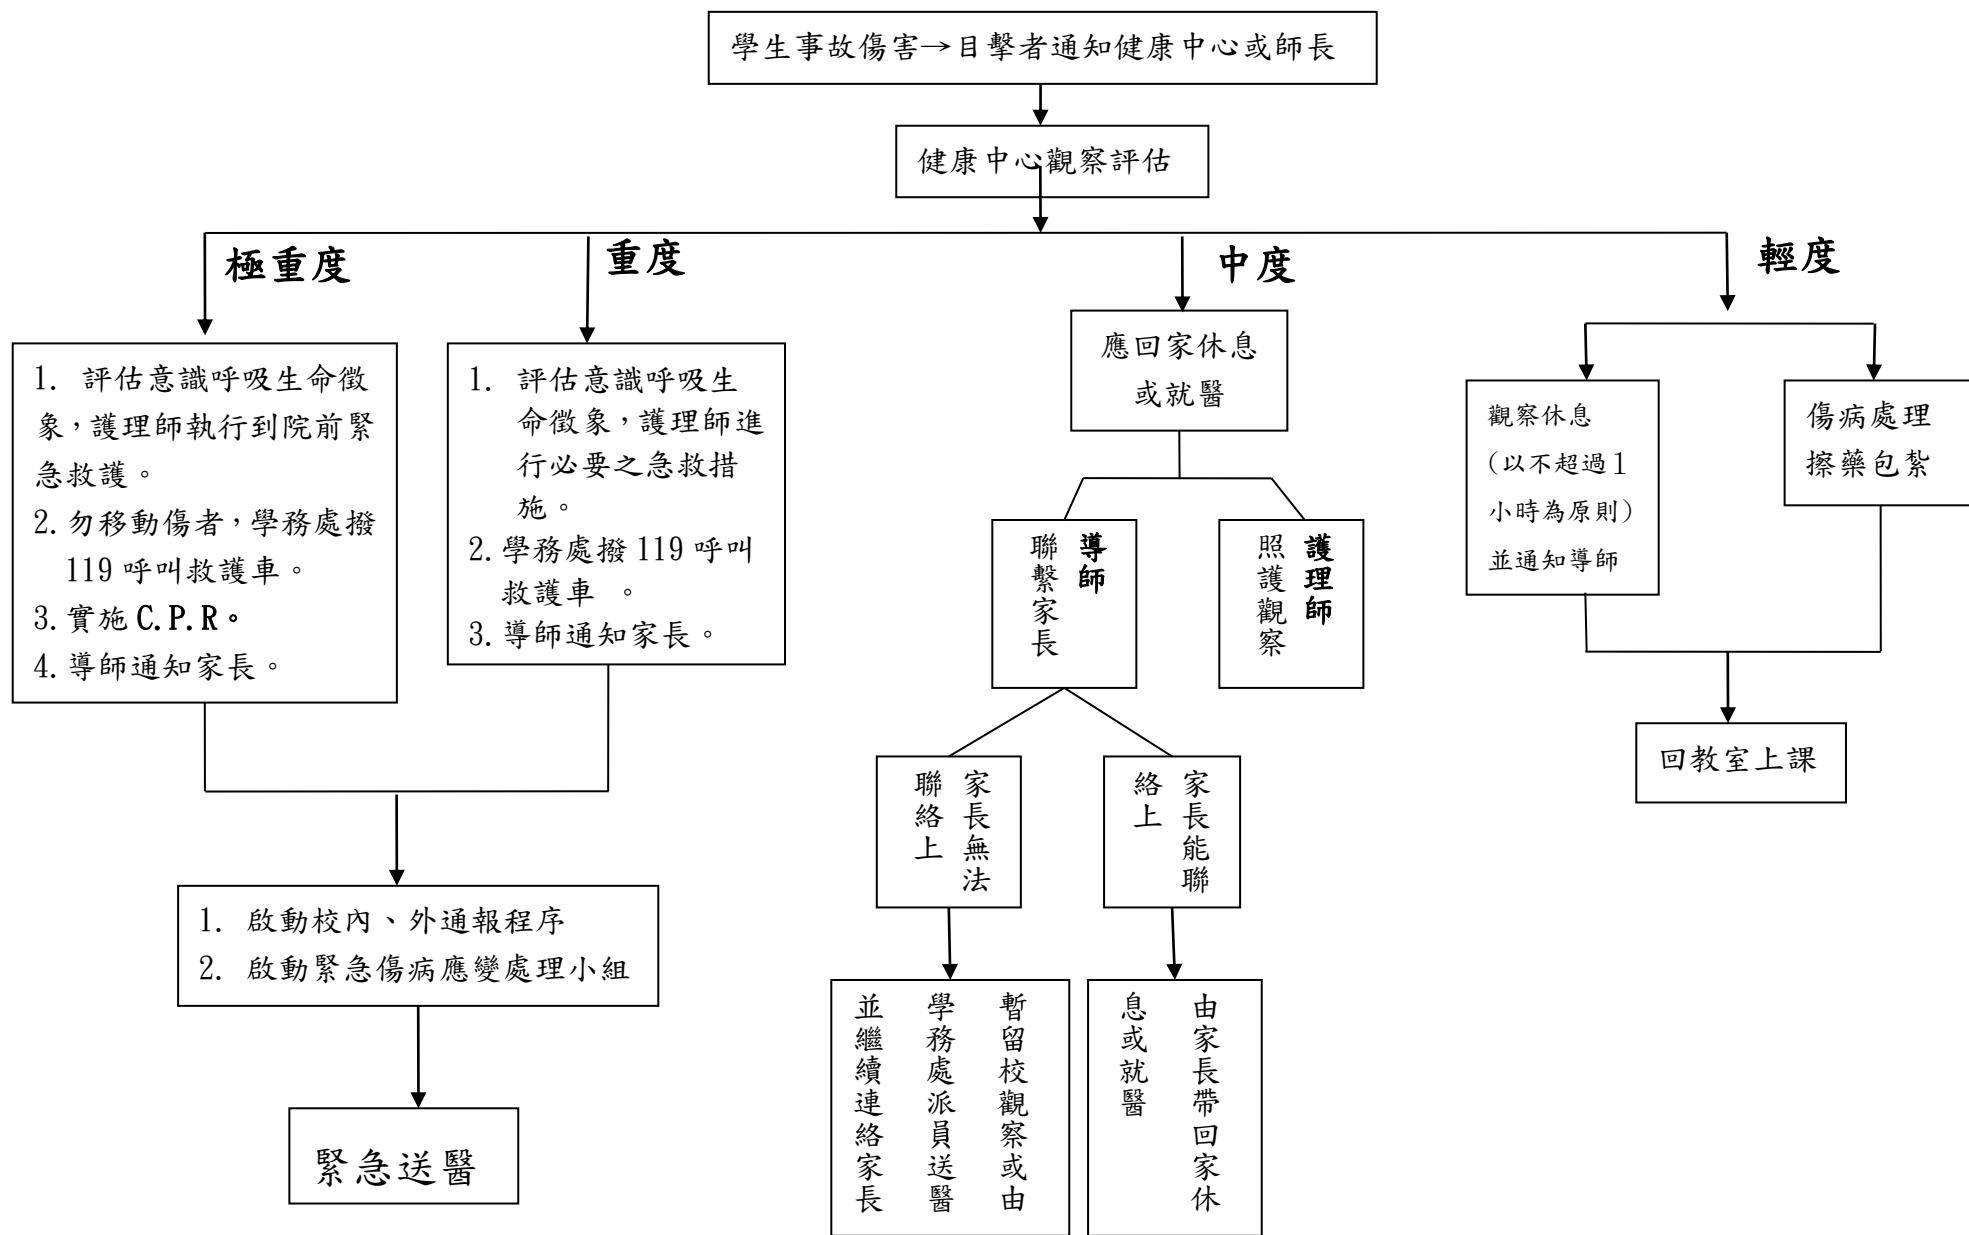 學生事故傷害→目擊者通知健康中心或師長
健康中心觀察評估
極重度
重度
中度
輕度
1. 評估意識呼吸生命徵
象，護理師執行到院前緊
急救護。
2.勿移動傷者，學務處撥
119呼叫救護車。
3.實施C.P.R。
4.導師通知家長。
1. 評估意識呼吸生
命徵象，護理師進
行必要之急救措
施。
2.學務處撥119呼叫
救護車 。
3.導師通知家長。
應回家休息
或就醫
觀察休息
（以不超過1
小時為原則）
並通知導師
傷病處理
擦藥包紮
導師
聯繫家長
護理師
照護觀察
回教室上課
家長無法
聯絡上
家長能聯
絡上
1. 啟動校內、外通報程序
2. 啟動緊急傷病應變處理小組
暫留校觀察或由
學務處派員送醫
並繼續連絡家長
由家長帶回家休
息或就醫
緊急送醫